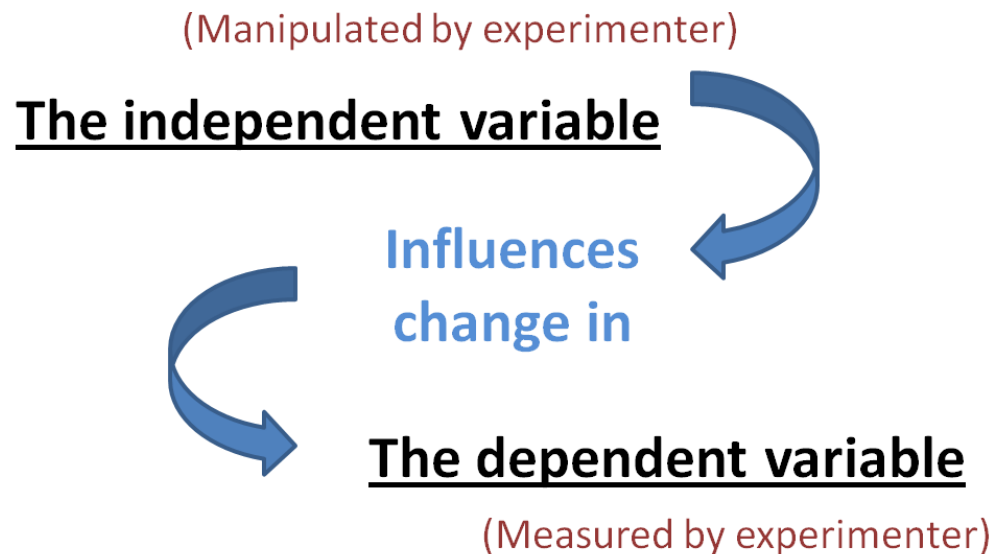 (Manipulated by experimenter)
The independent variable
Influences
change in
The dependent variable
(Measured by experimenter)